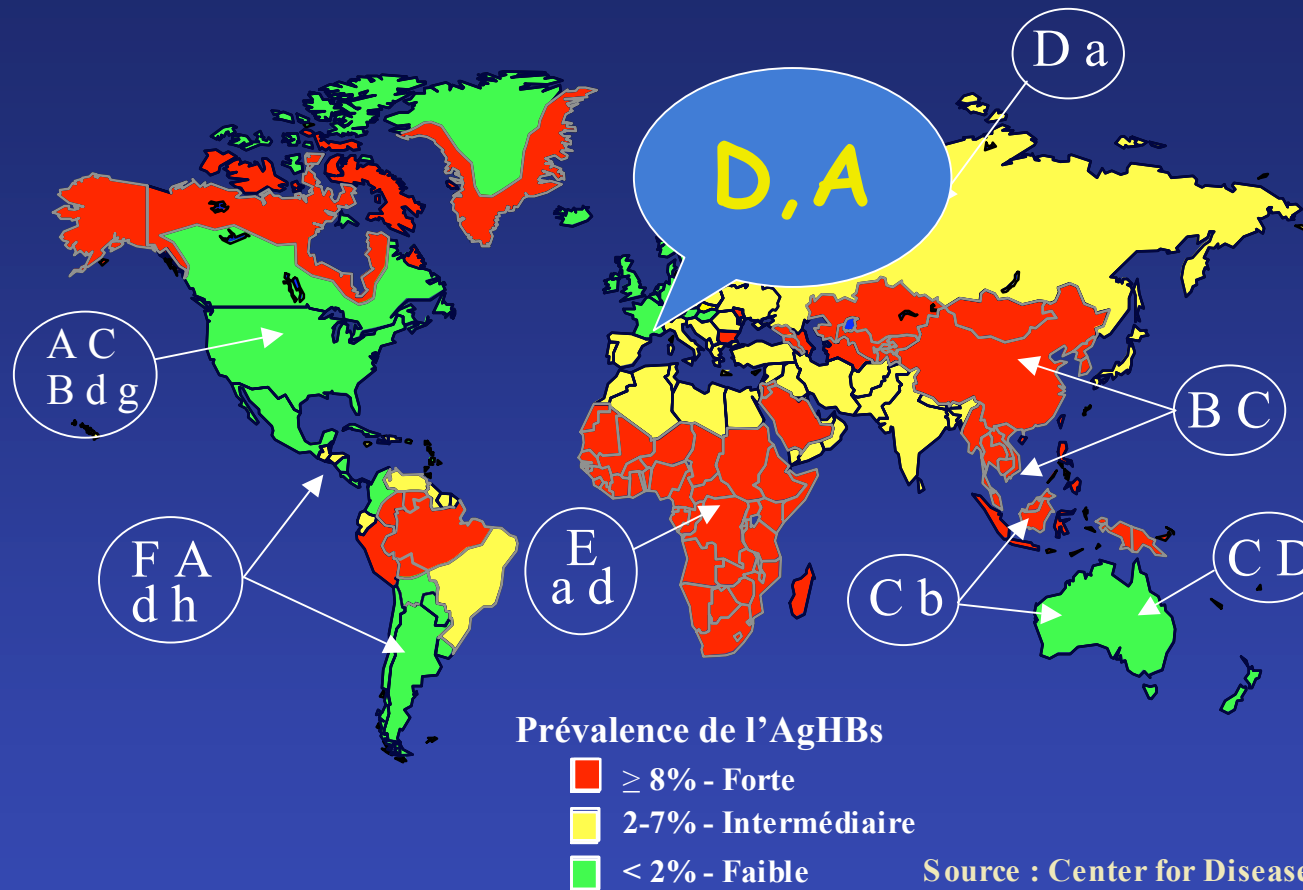 D a
D, A
A C
B d g
B C
F A
d h
E
a d
C b
C D
Prévalence de l’AgHBs
≥ 8% - Forte
2-7% - Intermédiaire
< 2% - Faible
Source : Center for Disease